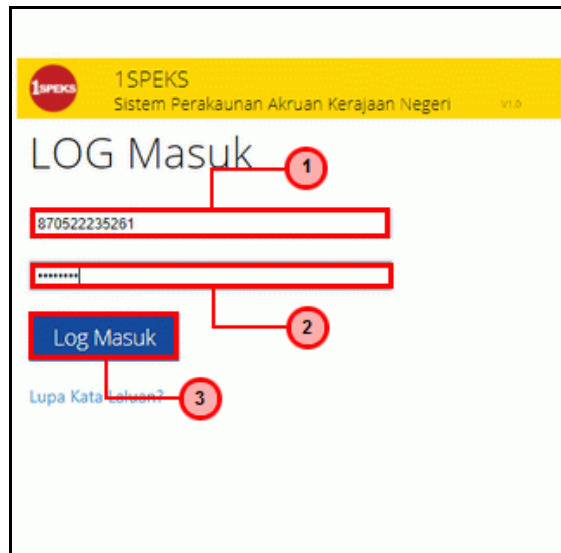 1SPEKS
1SPEKS
Sistem Perakaunan Akruan Kerajaan Negeri V1.0
LOG Masuk
1
870522235261
••••••••
2
Log Masuk
Lupa Kata Laluan?
3